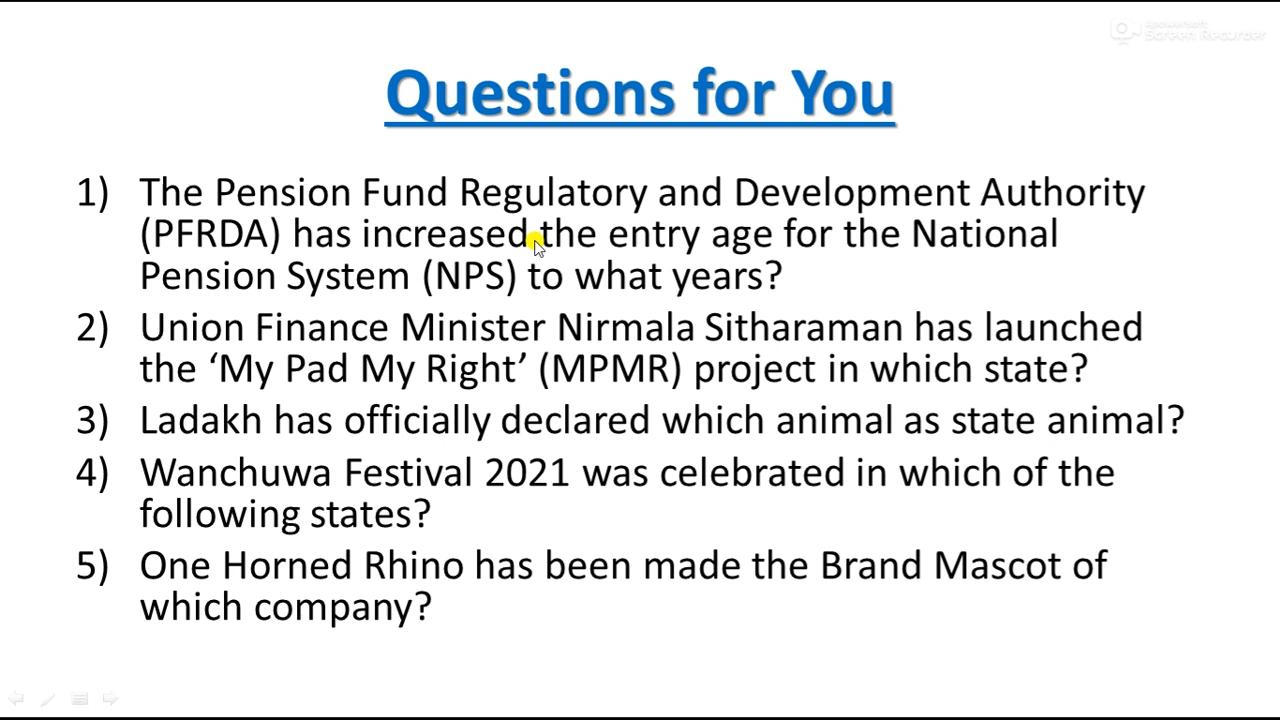 Apowersoft
Screen Recorder
Questions for You
1) The Pension Fund Regulatory and Development Authority
(PFRDA) has increased the entry age for the National
Pension System (NPS) to what years?
2) Union Finance Minister Nirmala Sitharaman has launched
the ‘My Pad My Right’ (MPMR) project in which state?
3) Ladakh has officially declared which animal as state animal?
4) Wanchuwa Festival 2021 was celebrated in which of the
following states?
5) One Horned Rhino has been made the Brand Mascot of
which company?